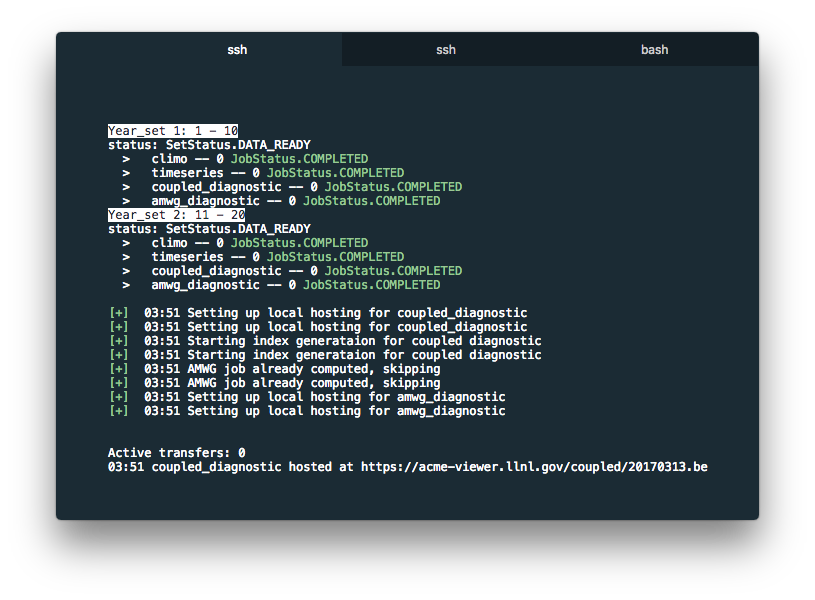 ssh ssh bash
Year_set 1: 1 - 10
status: SetStatus.DATA_READY
> climo -- 0 JobStatus.COMPLETED
> timeseries -- 0 JobStatus.COMPLETED
> coupled_diagnostic -- 0 JobStatus.COMPLETED
> amwg_diagnostic -- 0 JobStatus.COMPLETED
Year_set 2: 11 - 20
status: SetStatus.DATA_READY
> climo -- 0 JobStatus.COMPLETED
> timeseries -- 0 JobStatus.COMPLETED
> coupled_diagnostic -- 0 JobStatus.COMPLETED
> amwg_diagnostic -- 0 JobStatus.COMPLETED
[+] 03:51 Setting up local hosting for coupled_diagnostic
[+] 03:51 Setting up local hosting for coupled_diagnostic
[+] 03:51 Starting index generataion for coupled diagnostic
[+] 03:51 Starting index generataion for coupled diagnostic
[+] 03:51 AMWG job already computed, skipping
[+] 03:51 AMWG job already computed, skipping
[+] 03:51 Setting up local hosting for amwg_diagnostic
[+] 03:51 Setting up local hosting for amwg_diagnostic
Active transfers: 0
03:51 coupled_diagnostic hosted at https://acme-viewer.llnl.gov/coupled/20170313.be